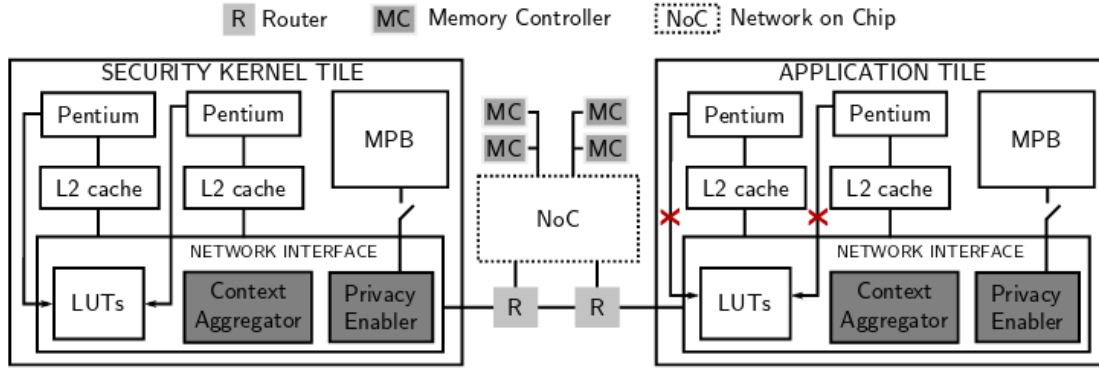 R Router MC Memory Controller NoC Network on Chip
SECURITY KERNEL TILE
Pentium Pentium
MPB
L2 cache L2 cache
NETWORK INTERFACE
LUTs
Context
Aggregator
Privacy
Enabler
MC MC
MC MC
NoC
R R
APPLICATION TILE
Pentium Pentium
MPB
L2 cache L2 cache
NETWORK INTERFACE
LUTs
Context
Aggregator
Privacy
Enabler